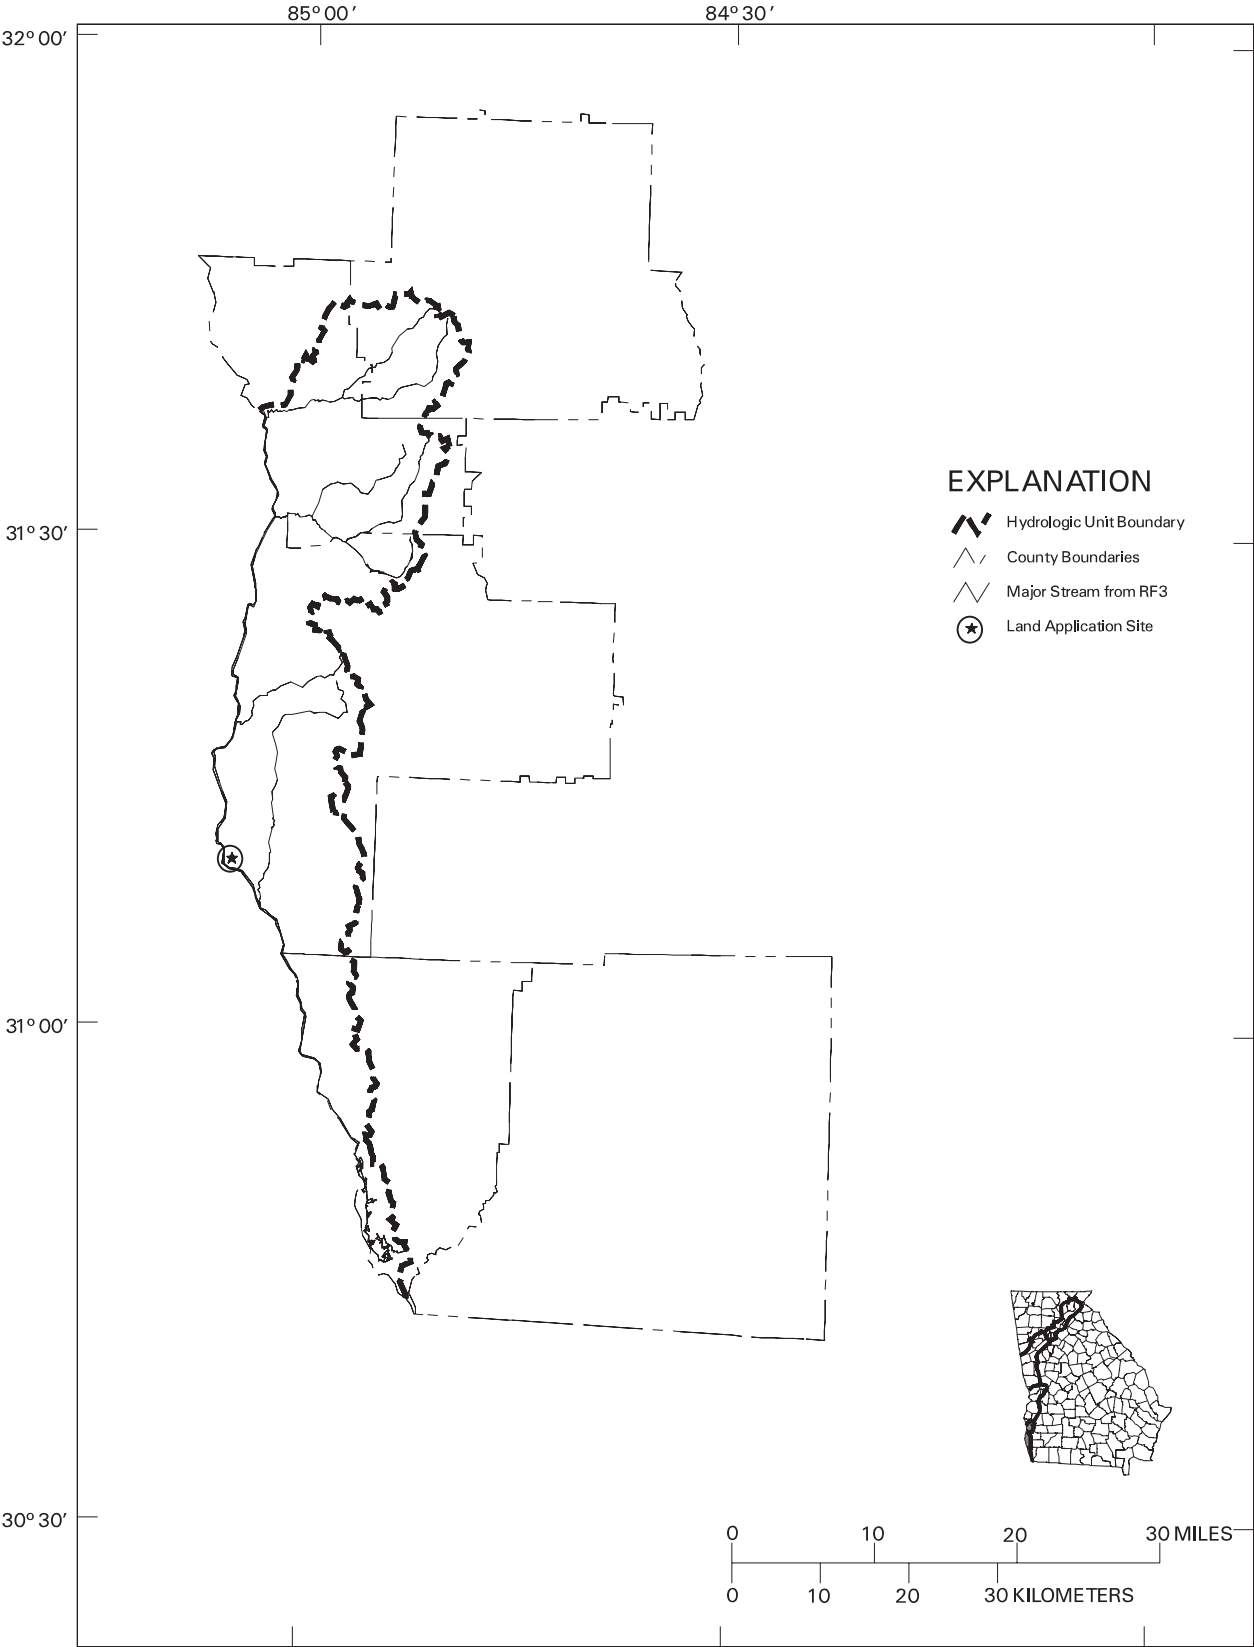 85° 00'
84° 30'
32° 00'
EXPLANATION
Hydrologic Unit Boundary
31° 30'
County Boundaries
Major Stream from RF3
Land Application Site
31° 00'
30° 30'
0 10 20 30 MILES
0 10 20 30 KILOMETERS